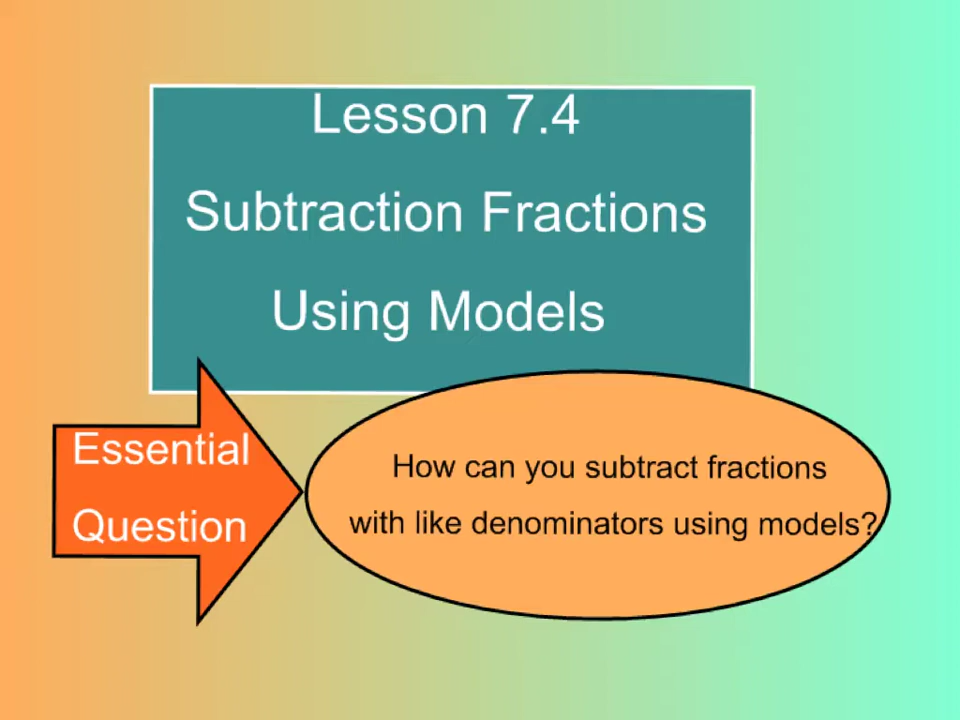 Lesson 7.4
Subtraction Fractions
Using Models
Essential
Question
How can you subtract fractions
with like denominators using models?